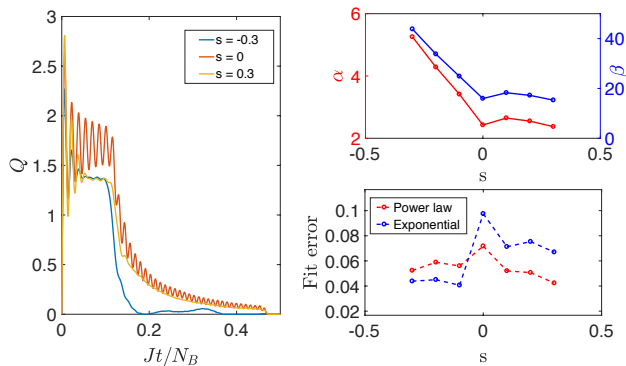 3
2.5
2
1.5
1
0.5
0
Q
0
0.2
0.4
Jt/N_B
s = -0.3
s = 0
s = 0.3
6
4
2
α
40
20
0
β
-0.5
0
0.5
s
0.1
0.08
0.06
0.04
0.02
Fit error
Power law
Exponential
-0.5
0
0.5
s